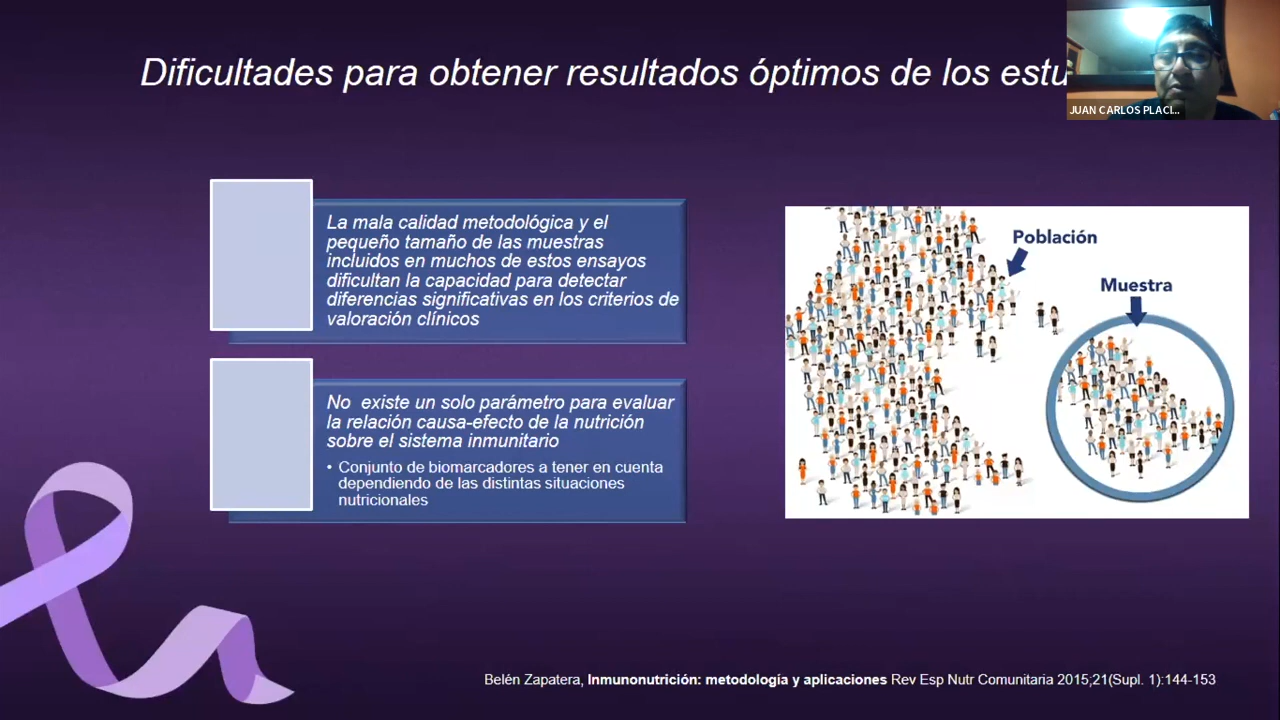 Dificultades para obtener resultados óptimos de los estu
JUAN CARLOS PLACI...
La mala calidad metodológica y el
pequeño tamaño de las muestras
incluidos en muchos de estos ensayos
dificultan la capacidad para detectar
diferencias significativas en los criterios de
valoración clínicos
No existe un solo parámetro para evaluar
la relación causa-efecto de la nutrición
sobre el sistema inmunitario
• Conjunto de biomarcadores a tener en cuenta
dependiendo de las distintas situaciones
nutricionales
Población
Muestra
Belén Zapatera, Inmunonutrición: metodología y aplicaciones Rev Esp Nutr Comunitaria 2015;21(Supl. 1):144-153